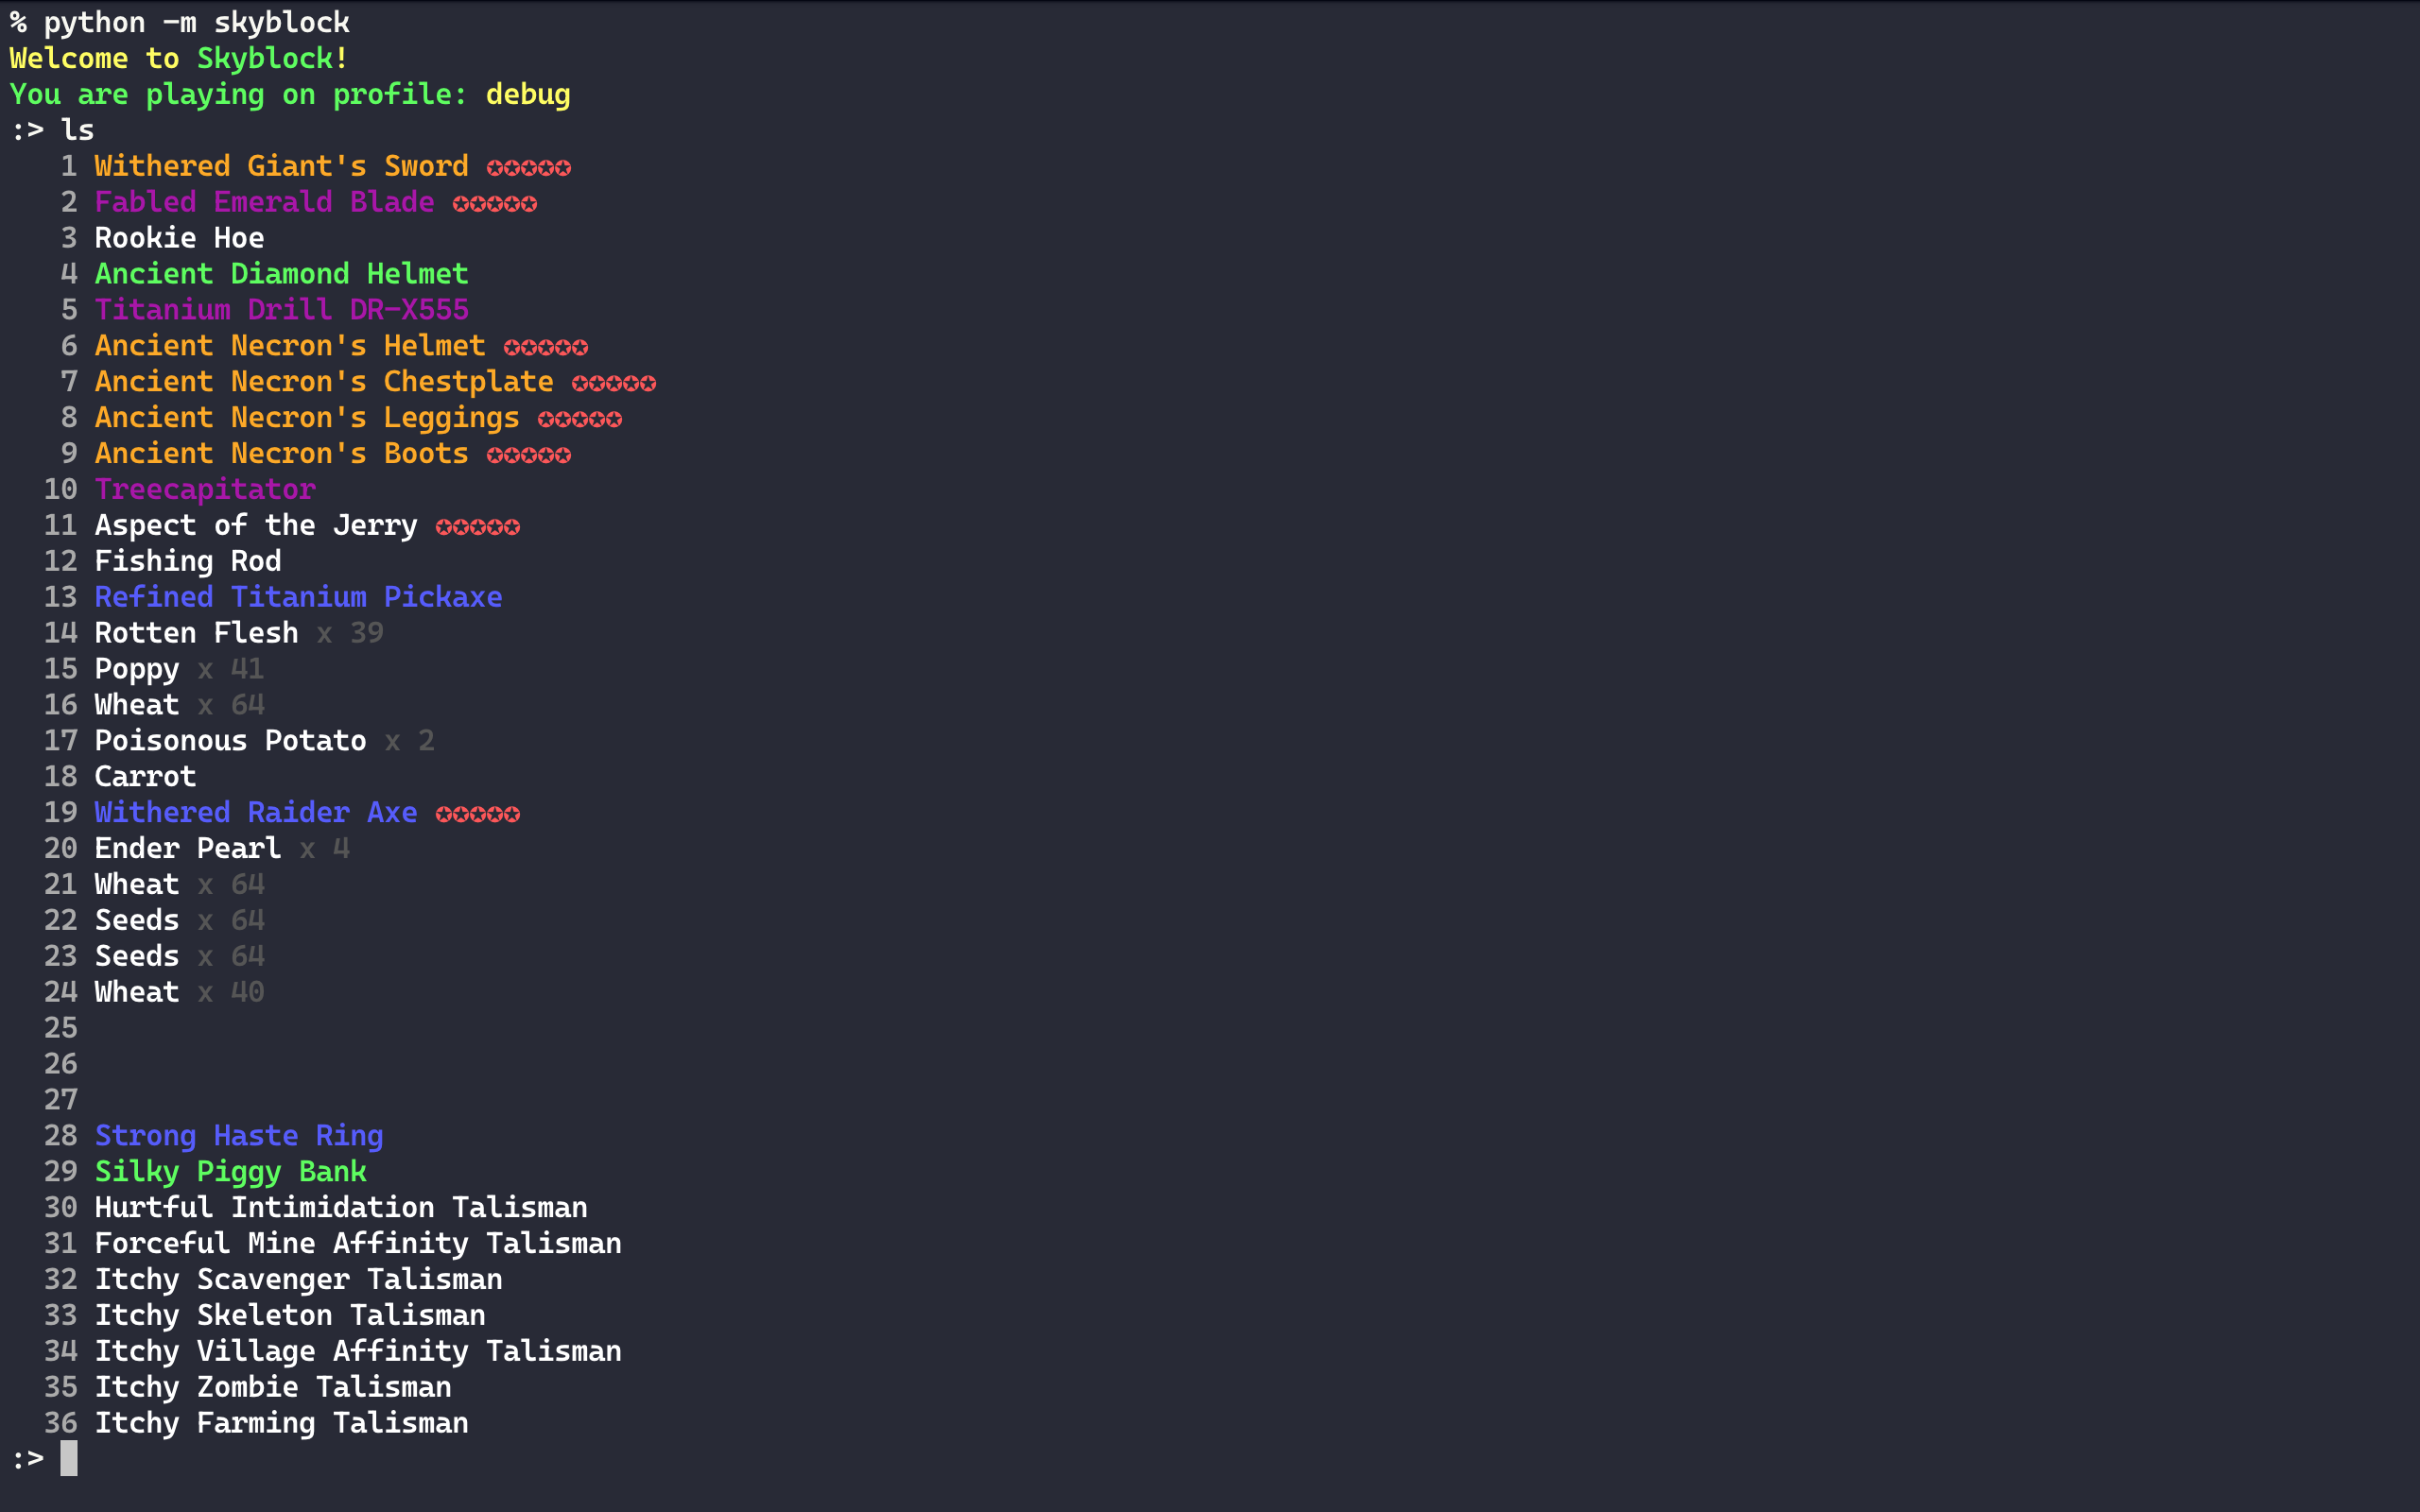 % python -m skyblock
Welcome to Skyblock!
You are playing on profile: debug
:> ls
1 Withered Giant's Sword ✪✪✪✪✪
2 Fabled Emerald Blade ✪✪✪✪✪
3 Rookie Hoe
4 Ancient Diamond Helmet
5 Titanium Drill DR-X555
6 Ancient Necron's Helmet ✪✪✪✪✪
7 Ancient Necron's Chestplate ✪✪✪✪✪
8 Ancient Necron's Leggings ✪✪✪✪✪
9 Ancient Necron's Boots ✪✪✪✪✪
10 Treecapitator
11 Aspect of the Jerry ✪✪✪✪✪
12 Fishing Rod
13 Refined Titanium Pickaxe
14 Rotten Flesh x 39
15 Poppy x 41
16 Wheat x 64
17 Poisonous Potato x 2
18 Carrot
19 Withered Raider Axe ✪✪✪✪✪
20 Ender Pearl x 4
21 Wheat x 64
22 Seeds x 64
23 Seeds x 64
24 Wheat x 40
25
26
27
28 Strong Haste Ring
29 Silky Piggy Bank
30 Hurtful Intimidation Talisman
31 Forceful Mine Affinity Talisman
32 Itchy Scavenger Talisman
33 Itchy Skeleton Talisman
34 Itchy Village Affinity Talisman
35 Itchy Zombie Talisman
36 Itchy Farming Talisman
:>